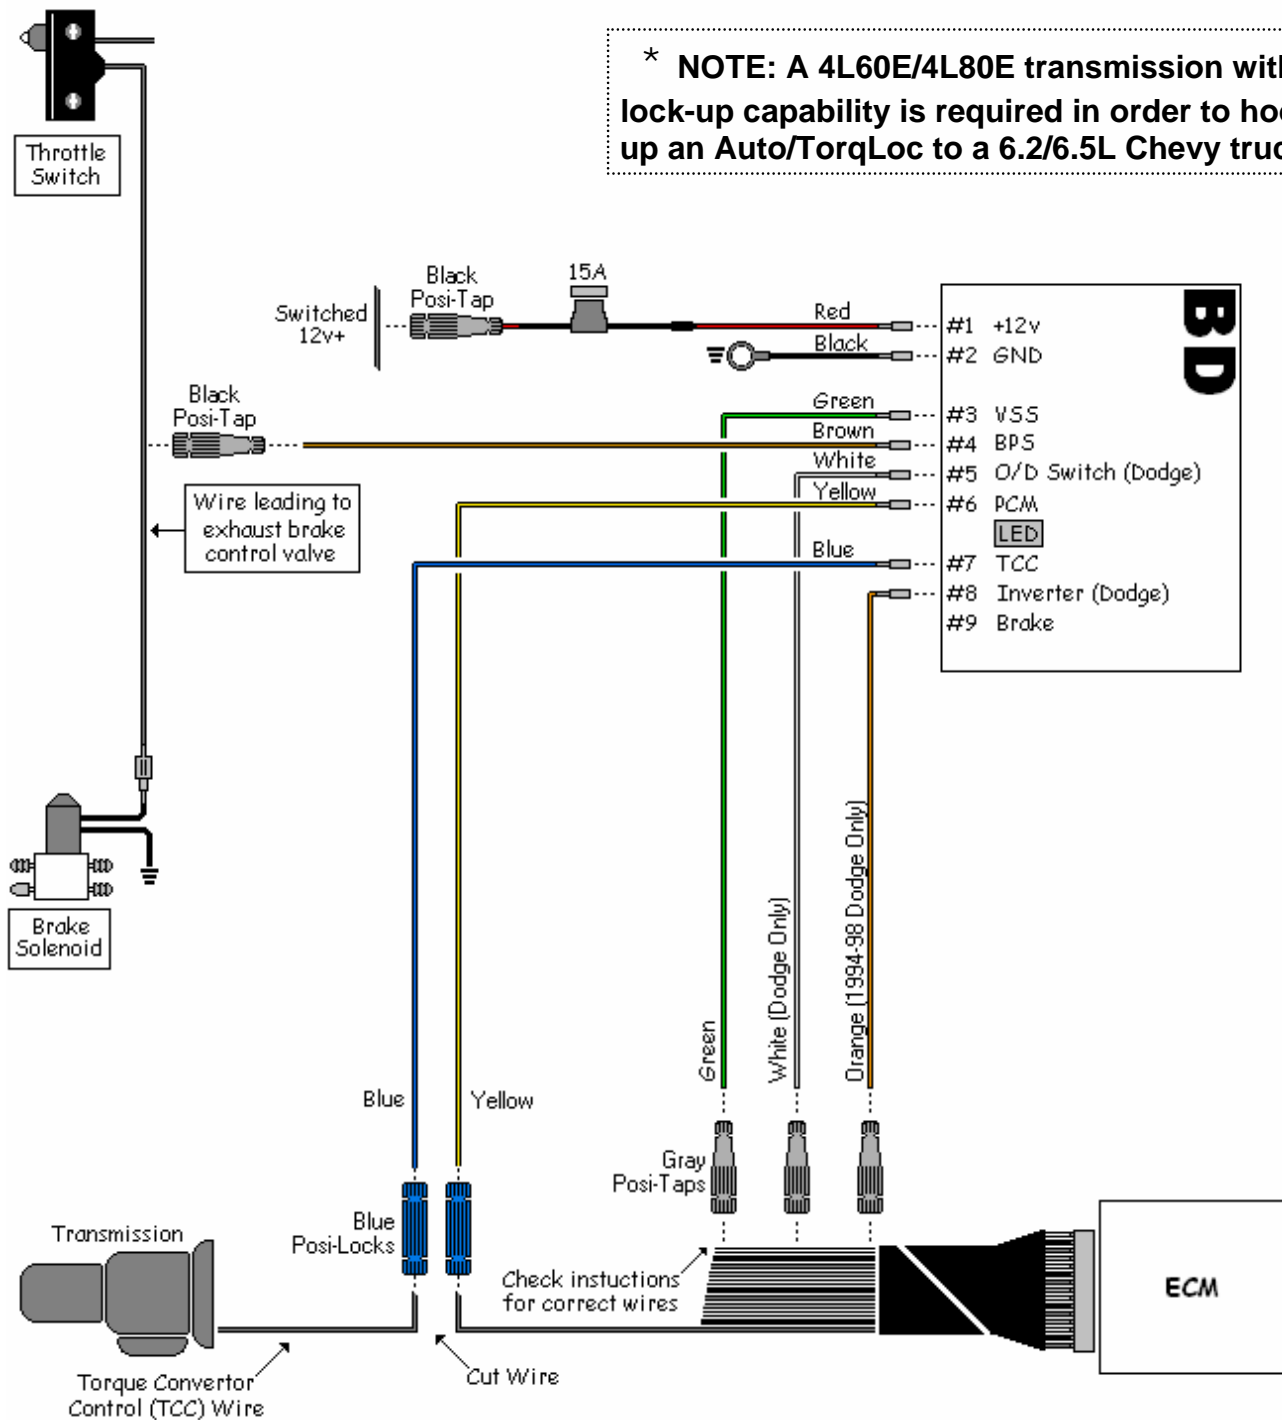 * NOTE: A 4L60E/4L80E transmission with
lock-up capability is required in order to hoo
up an Auto/TorqLoc to a 6.2/6.5L Chevy truc
Throttle
Switch
Black
Posi-Tap
15A
Switched
12v+
Red
Black
BD
#1 +12v
#2 GND
Black
Posi-Tap
Green
Brown
White
Yellow
Blue
#3 VSS
#4 BPS
#5 O/D Switch (Dodge)
#6 PCM
LED
#7 TCC
#8 Inverter (Dodge)
#9 Brake
Wire leading to
exhaust brake
control valve
Brake
Solenoid
Green
White (Dodge Only)
Orange (1994-98 Dodge Only)
Blue
Yellow
Gray
Posi-Taps
Blue
Posi-Locks
Transmission
Check instuctions
for correct wires
ECM
Cut Wire
Torque Convertor
Control (TCC) Wire